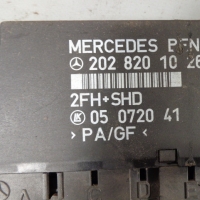 MERCEDES BEN
202 820 10 26
2FH+SHD
05 0720 41
> PA/GF <